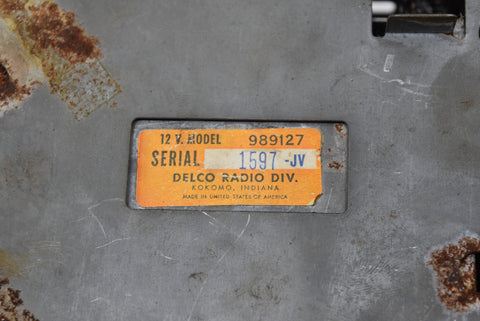 12 V. MODEL 989127
SERIAL 1597 -JV
DELCO RADIO DIV.
KOKOMO, INDIANA
MADE IN UNITED STATES OF AMERICA